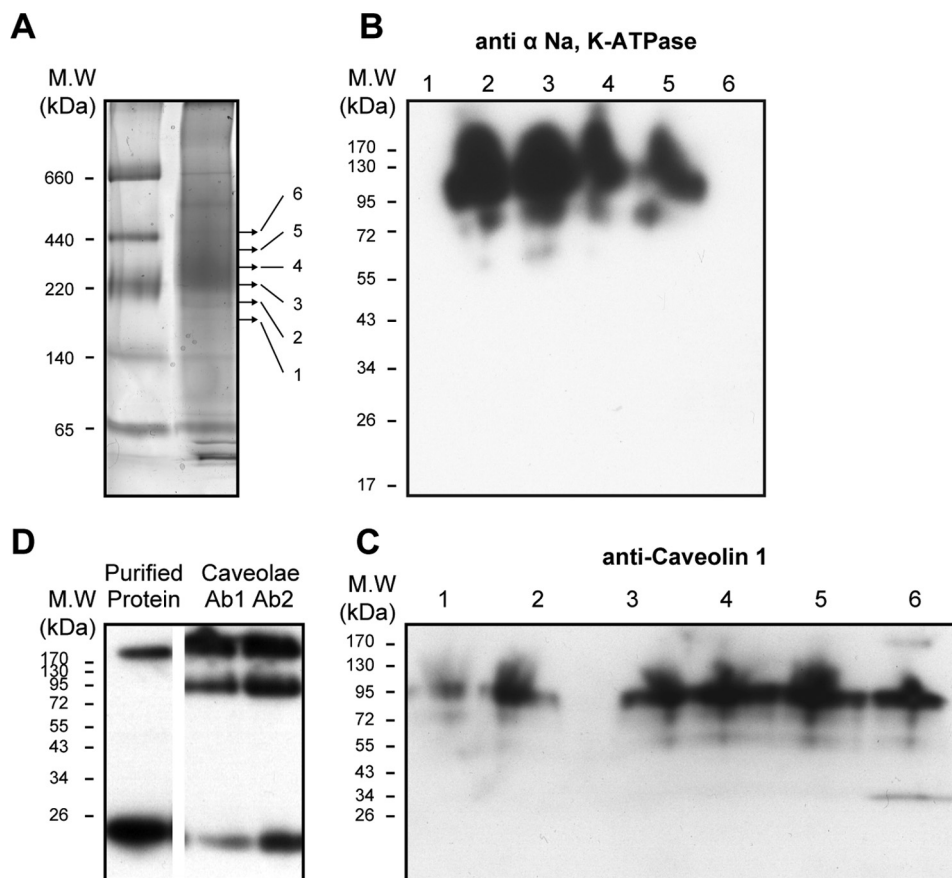 A
M.W
(kDa)
660
440
220
140
65
6
5
4
3
2
1
B
anti α Na, K-ATPase
1 2 3 4 5 6
170
130
95
72
55
43
34
26
17
D
Purified Protein
Caveolae
Ab1 Ab2
M.W
(kDa)
170
130
95
72
55
43
34
26
C
anti-Caveolin 1
M.W
(kDa)
1 2 3 4 5 6
170
130
95
72
55
43
34
26